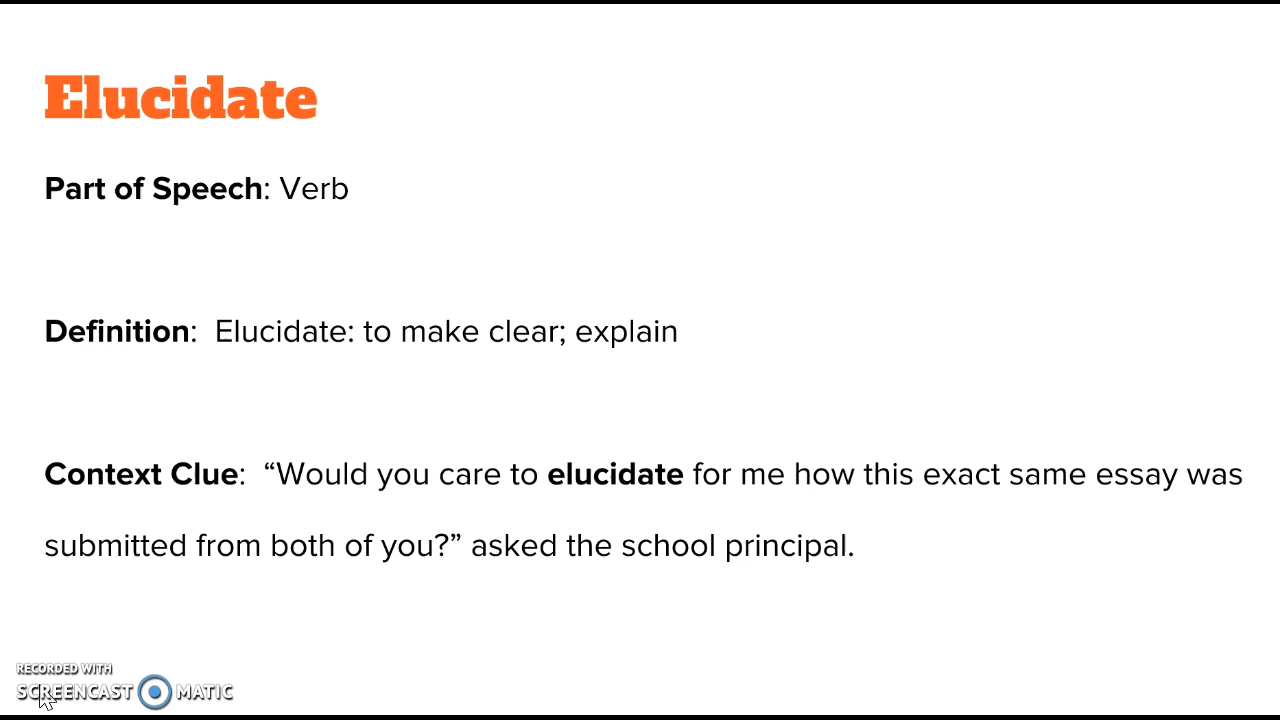 Elucidate
Part of Speech: Verb
Definition:  Elucidate: to make clear; explain
Context Clue:  “Would you care to elucidate for me how this exact same essay was
submitted from both of you?” asked the school principal.
RECORDED WITH
SCREENCAST MATIC